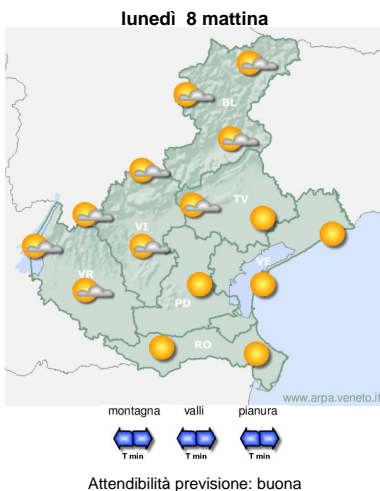 lunedì 8 mattina
BL
TV
VI
VE
VR
PD
RO
www.arpa.veneto.it
montagna valli pianura
T min T min T min
Attendibilità previsione: buona